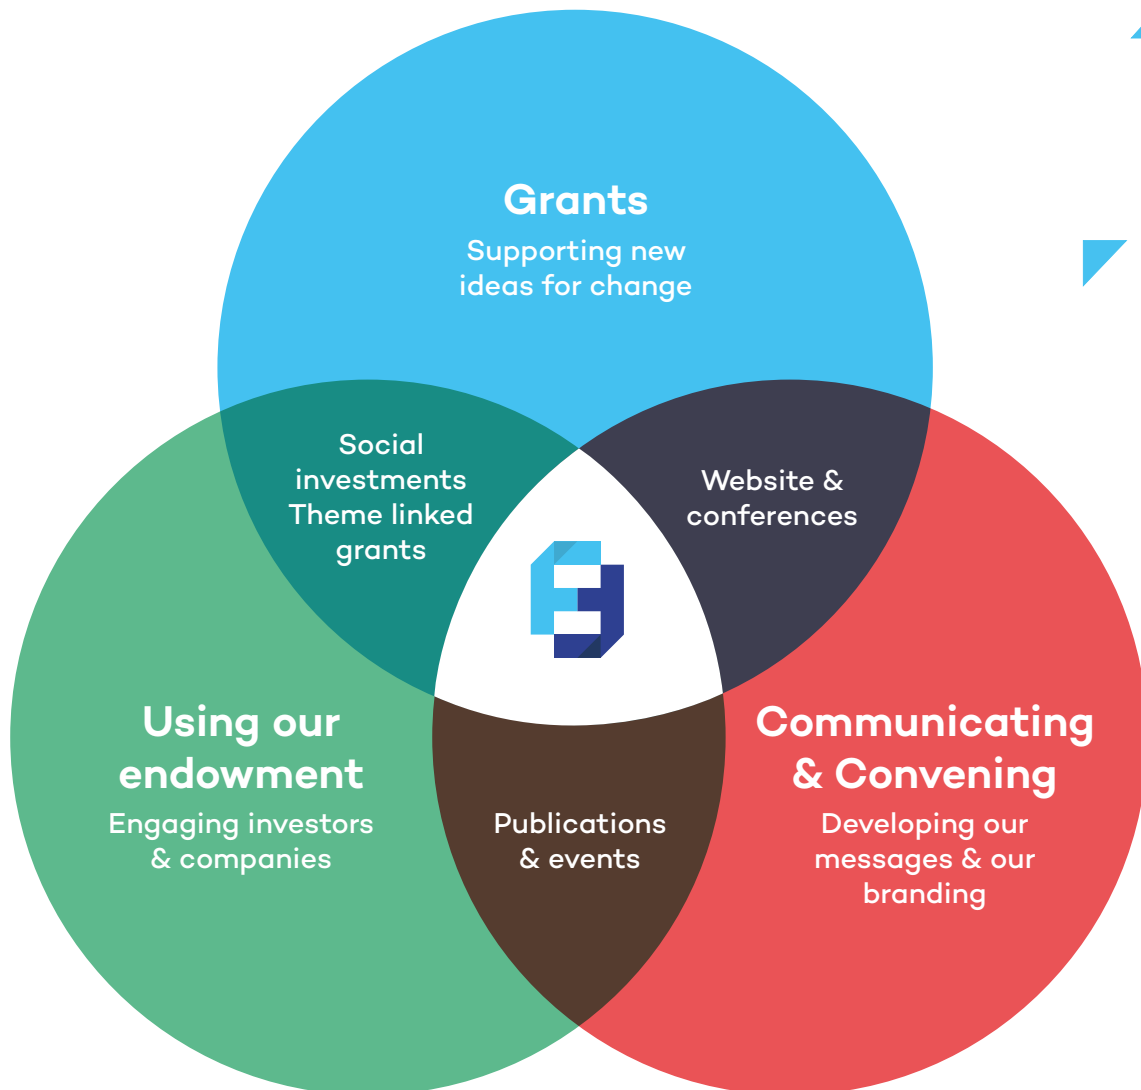 Grants
Supporting new
ideas for change
Social
investments
Theme linked
grants
Website &
conferences
Using our
endowment
Engaging investors
& companies
Publications
& events
Communicating
& Convening
Developing our
messages & our
branding